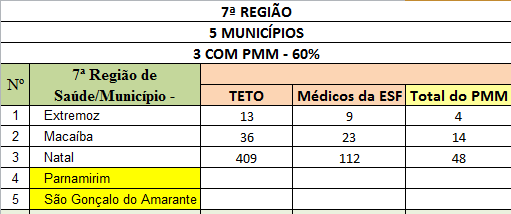 7ª REGIÃO
5 MUNICÍPIOS
3 COM PMM - 60%
Nº 7ª Região de Saúde/Município - TETO Médicos da ESF Total do PMM
1 Extremoz 13 9 4
2 Macaíba 36 23 14
3 Natal 409 112 48
4 Parnamirim
5 São Gonçalo do Amarante